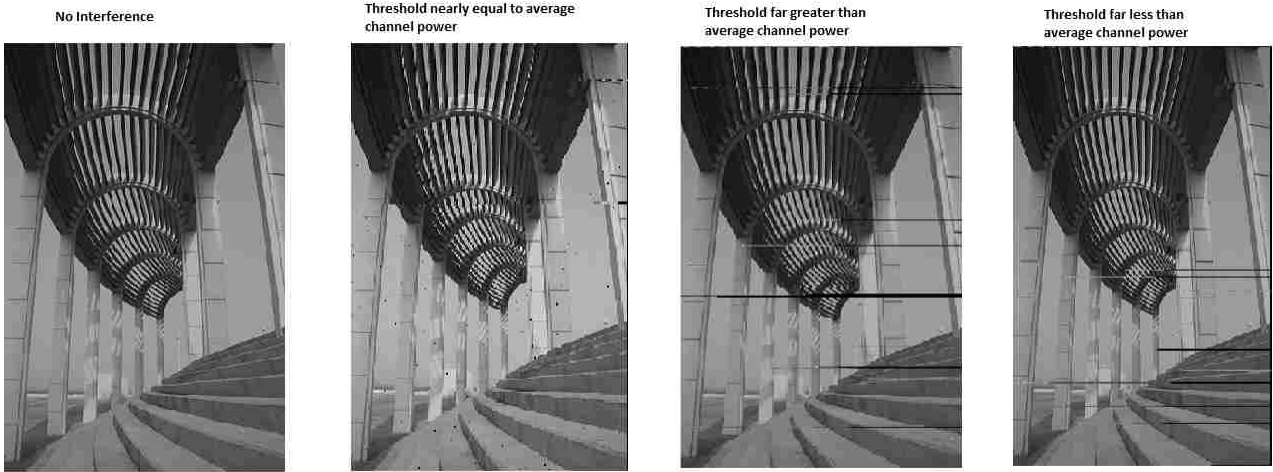 No Interference
Threshold nearly equal to average
channel power
Threshold far greater than
average channel power
Threshold far less than
average channel power